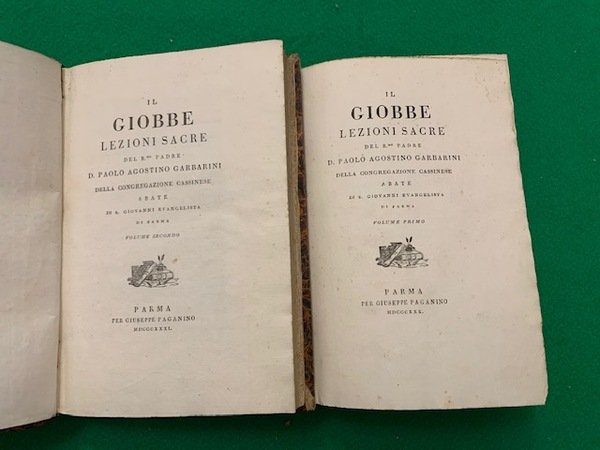 IL
GIOBBE
LEZIONI SACRE
DEL R.mo PADRE
D. PAOLO AGOSTINO GARBARINI
DELLA CONGREGAZIONE CASSINESE
ABATE
DI S. GIOVANNI EVANGELISTA
DI PARMA
VOLUME SECONDO
PARMA
PER GIUSEPPE PAGANINO
MDCCCXXXI.
IL
GIOBBE
LEZIONI SACRE
DEL R.mo PADRE
D. PAOLO AGOSTINO GARBARINI
DELLA CONGREGAZIONE CASSINESE
ABATE
DI S. GIOVANNI EVANGELISTA
DI PARMA
VOLUME PRIMO
PARMA
PER GIUSEPPE PAGANINO
MDCCCXXX.